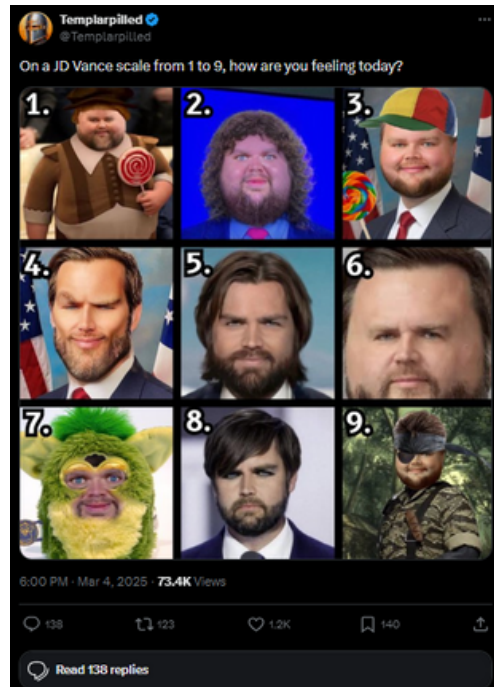 Templarpilled
@Templarpilled
On a JD Vance scale from 1 to 9, how are you feeling today?
1.
2.
3.
4.
5.
6.
7.
8.
9.
6:00 PM · Mar 4, 2025 · 73.4K Views
138
123
1.2K
140
Read 138 replies